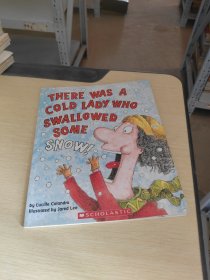 THERE WAS A
COLD LADY WHO
SWALLOWED
SOME
SNOW!
by Lucille Colandro
Illustrated by Jared Lee
SCHOLASTIC